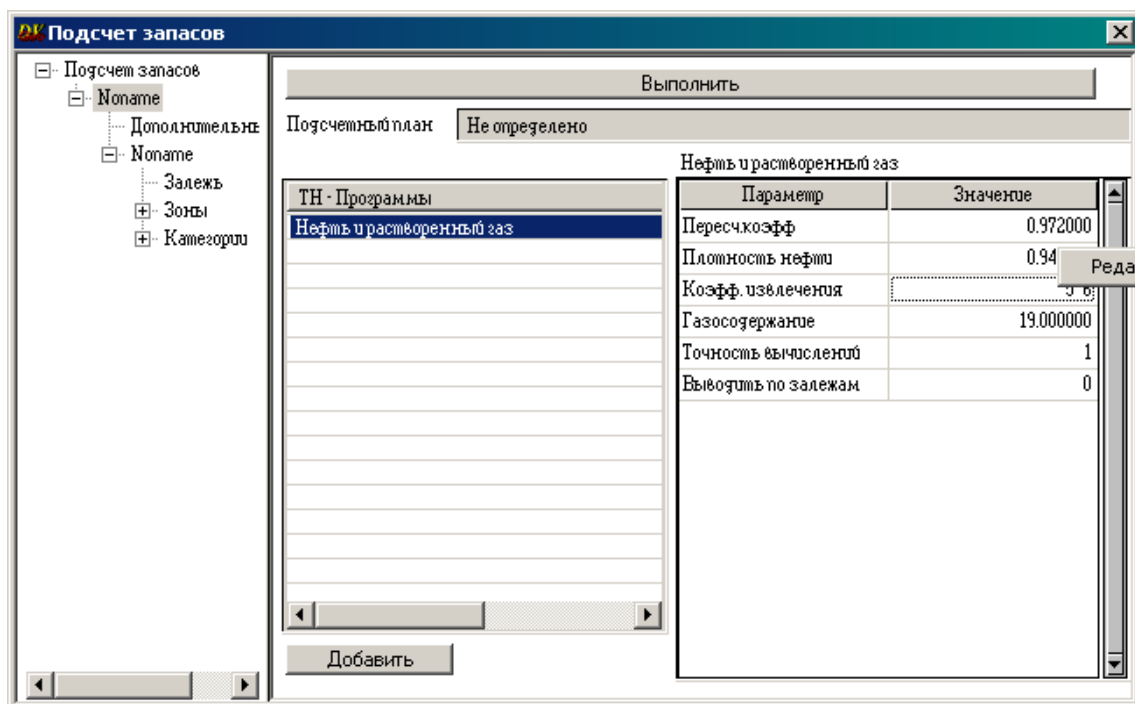 Подсчет запасов
Подсчет запасов
Noname
Дополнительнь
Noname
Залежь
Зоны
Категории
Выполнить
Подсчетный план Не определено
ТН - Программы
Нефть и растворенный газ
Добавить
Нефть и растворенный газ
Параметр Значение
Пересч.коэфф 0.972000
Плотность нефти 0.94
Реда
Коэфф. извлечения
Газосодержание 19.000000
Точность вычислений 1
Выводить по залежам 0